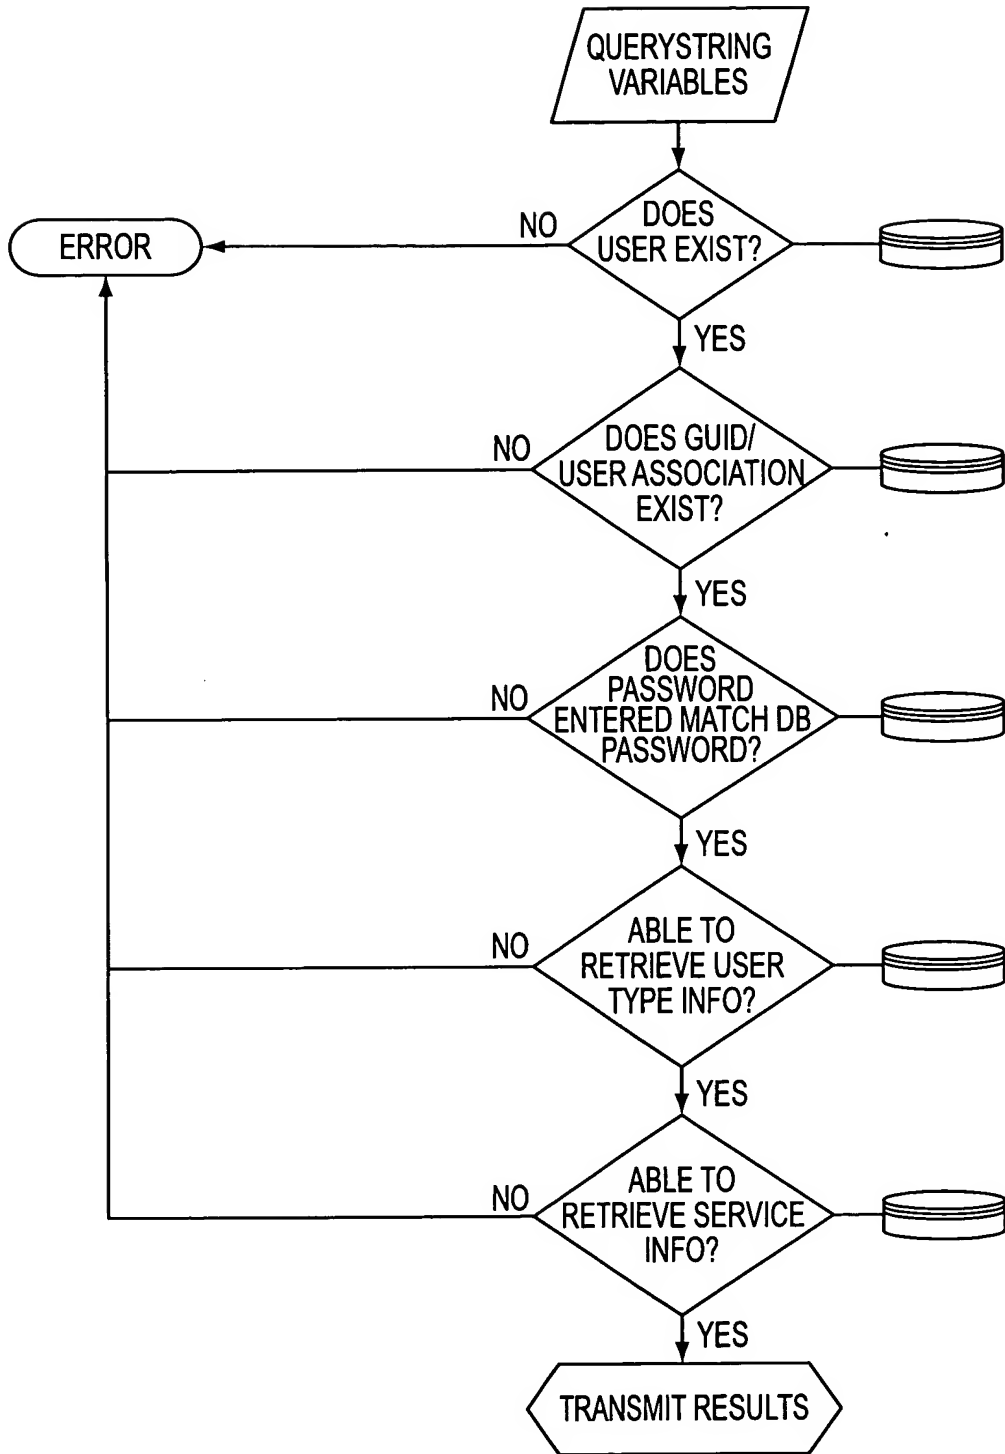 QUERYSTRING
VARIABLES
NO
DOES
USER EXIST?
ERROR
YES
NO
DOES GUID/
USER ASSOCIATION
EXIST?
YES
NO
DOES
PASSWORD
ENTERED MATCH DB
PASSWORD?
YES
NO
ABLE TO
RETRIEVE USER
TYPE INFO?
YES
NO
ABLE TO
RETRIEVE SERVICE
INFO?
YES
TRANSMIT RESULTS